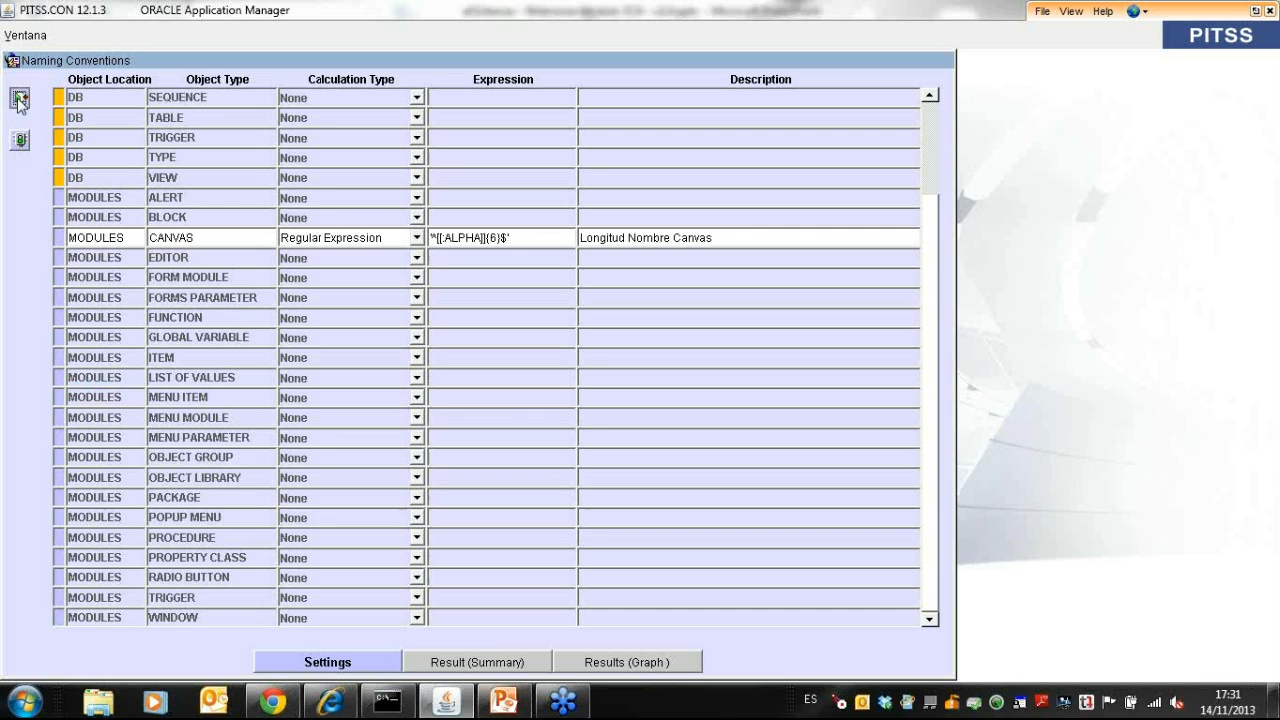 PITSS.CON 12.1.3 ORACLE Application Manager
File View Help
Ventana
PITSS
Naming Conventions
Object Location Object Type Calculation Type Expression Description
DB SEQUENCE None
DB TABLE None
DB TRIGGER None
DB TYPE None
DB VIEW None
MODULES ALERT None
MODULES BLOCK None
MODULES CANVAS Regular Expression '^[[:ALPHA]]{6}$' Longitud Nombre Canvas
MODULES EDITOR None
MODULES FORM MODULE None
MODULES FORMS PARAMETER None
MODULES FUNCTION None
MODULES GLOBAL VARIABLE None
MODULES ITEM None
MODULES LIST OF VALUES None
MODULES MENU ITEM None
MODULES MENU MODULE None
MODULES MENU PARAMETER None
MODULES OBJECT GROUP None
MODULES OBJECT LIBRARY None
MODULES PACKAGE None
MODULES POPUP MENU None
MODULES PROCEDURE None
MODULES PROPERTY CLASS None
MODULES RADIO BUTTON None
MODULES TRIGGER None
MODULES WINDOW None
Settings Result (Summary) Results (Graph )
ES
17:31
14/11/2013